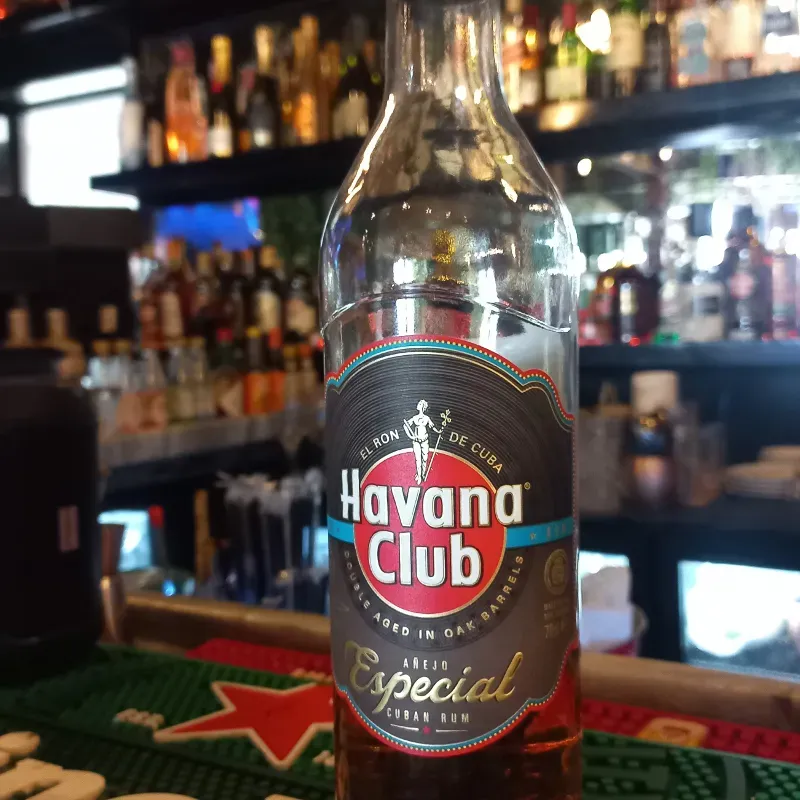 EL RON DE CUBA
Havana
Club
DOUBLE AGED IN OAK BARRELS
AÑEJO
Especial
CUBAN RUM